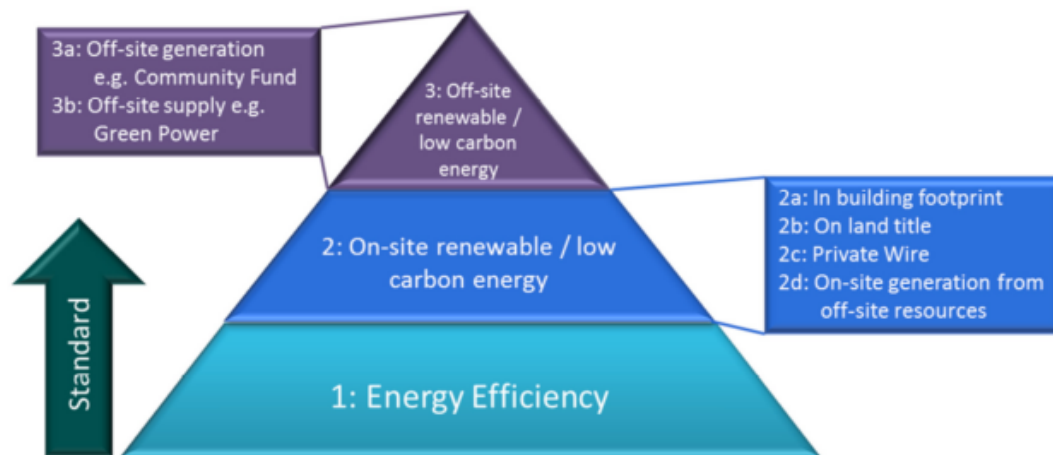 3a: Off-site generation
e.g. Community Fund
3b: Off-site supply e.g.
Green Power
3: Off-site
renewable /
low carbon
energy
2a: In building footprint
2b: On land title
2c: Private Wire
2d: On-site generation from
off-site resources
2: On-site renewable / low
carbon energy
Standard
1: Energy Efficiency